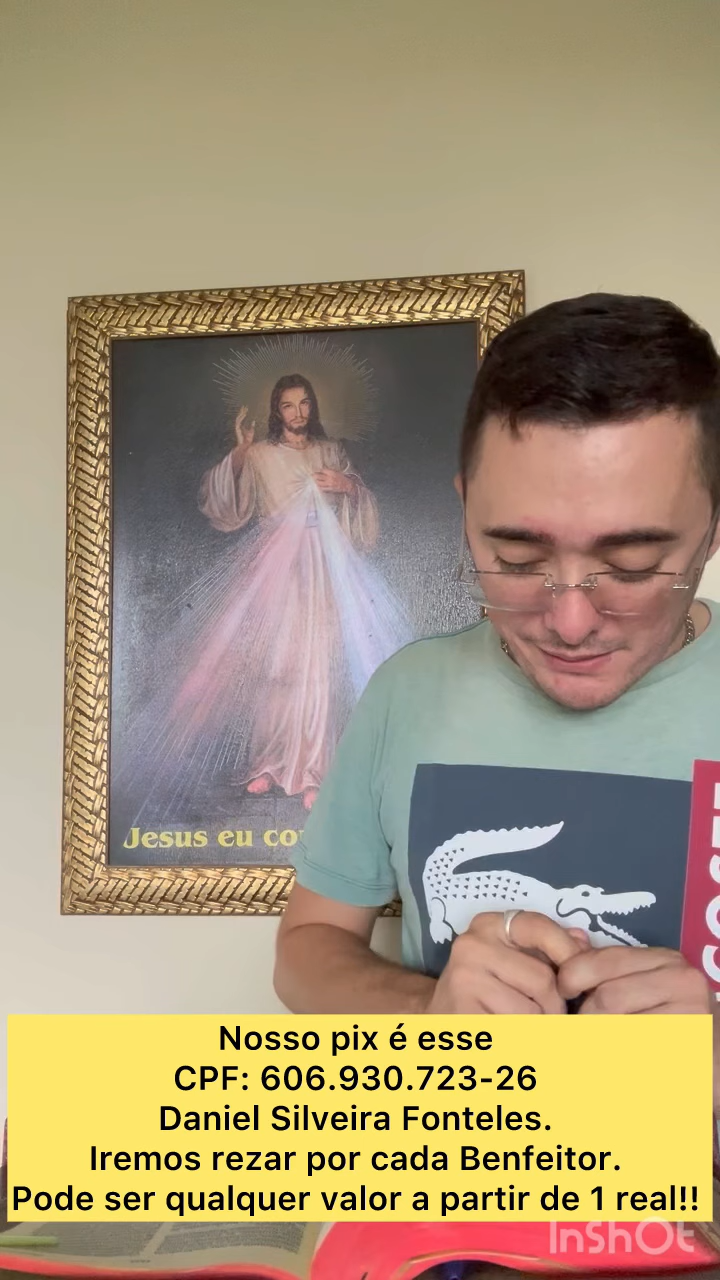 Jesus eu
Nosso pix é esse
CPF: 606.930.723-26
Daniel Silveira Fonteles.
Iremos rezar por cada Benfeitor.
Pode ser qualquer valor a partir de 1 real!!
InShOt